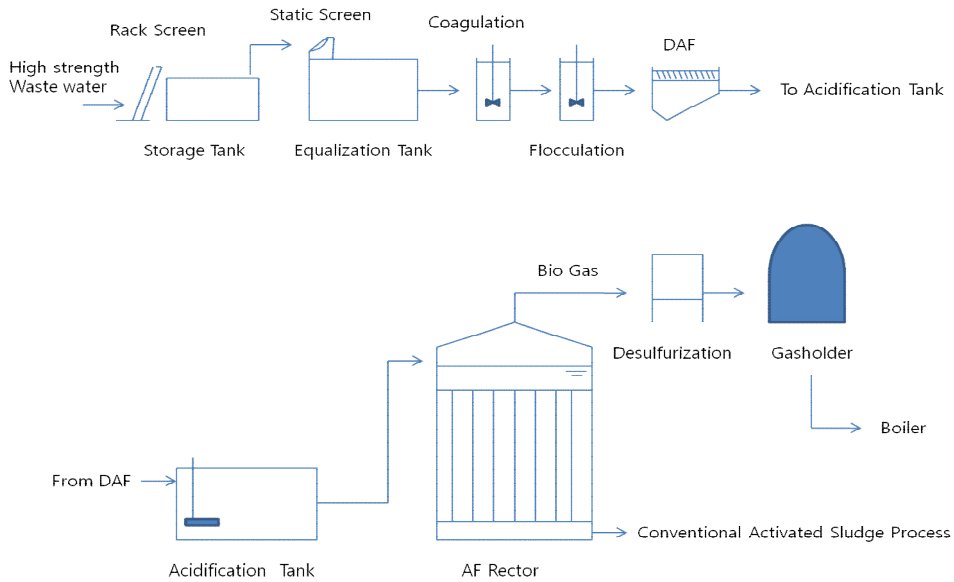 Rack Screen
Static Screen
Coagulation
DAF
High strength
Waste water
To Acidification Tank
Storage Tank
Equalization Tank
Flocculation
Bio Gas
Desulfurization
Gasholder
Boiler
From DAF
Conventional Activated Sludge Process
Acidification Tank
AF Rector